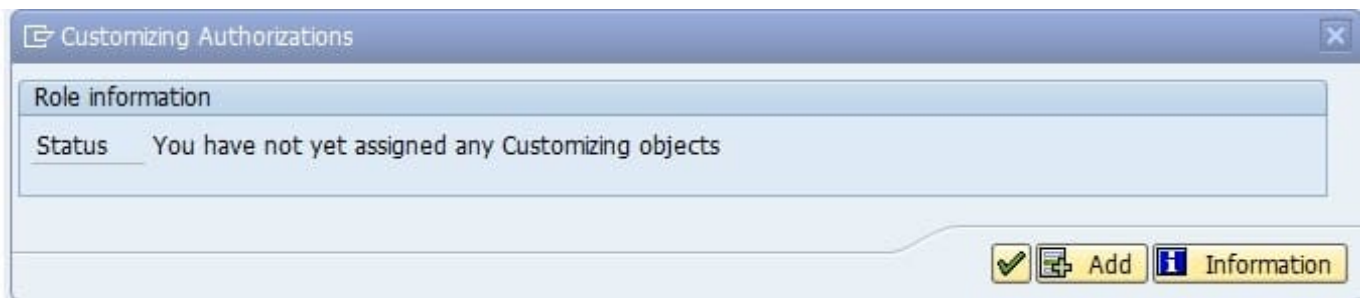 Customizing Authorizations
Role information
Status You have not yet assigned any Customizing objects
Add Information